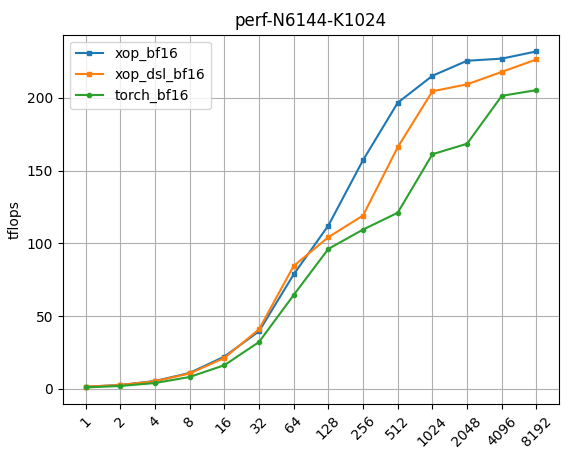 perf-N6144-K1024
xop_bf16
xop_dsl_bf16
torch_bf16
tflops
200
150
100
50
0
1 2 4 8 16 32 64 128 256 512 1024 2048 4096 8192